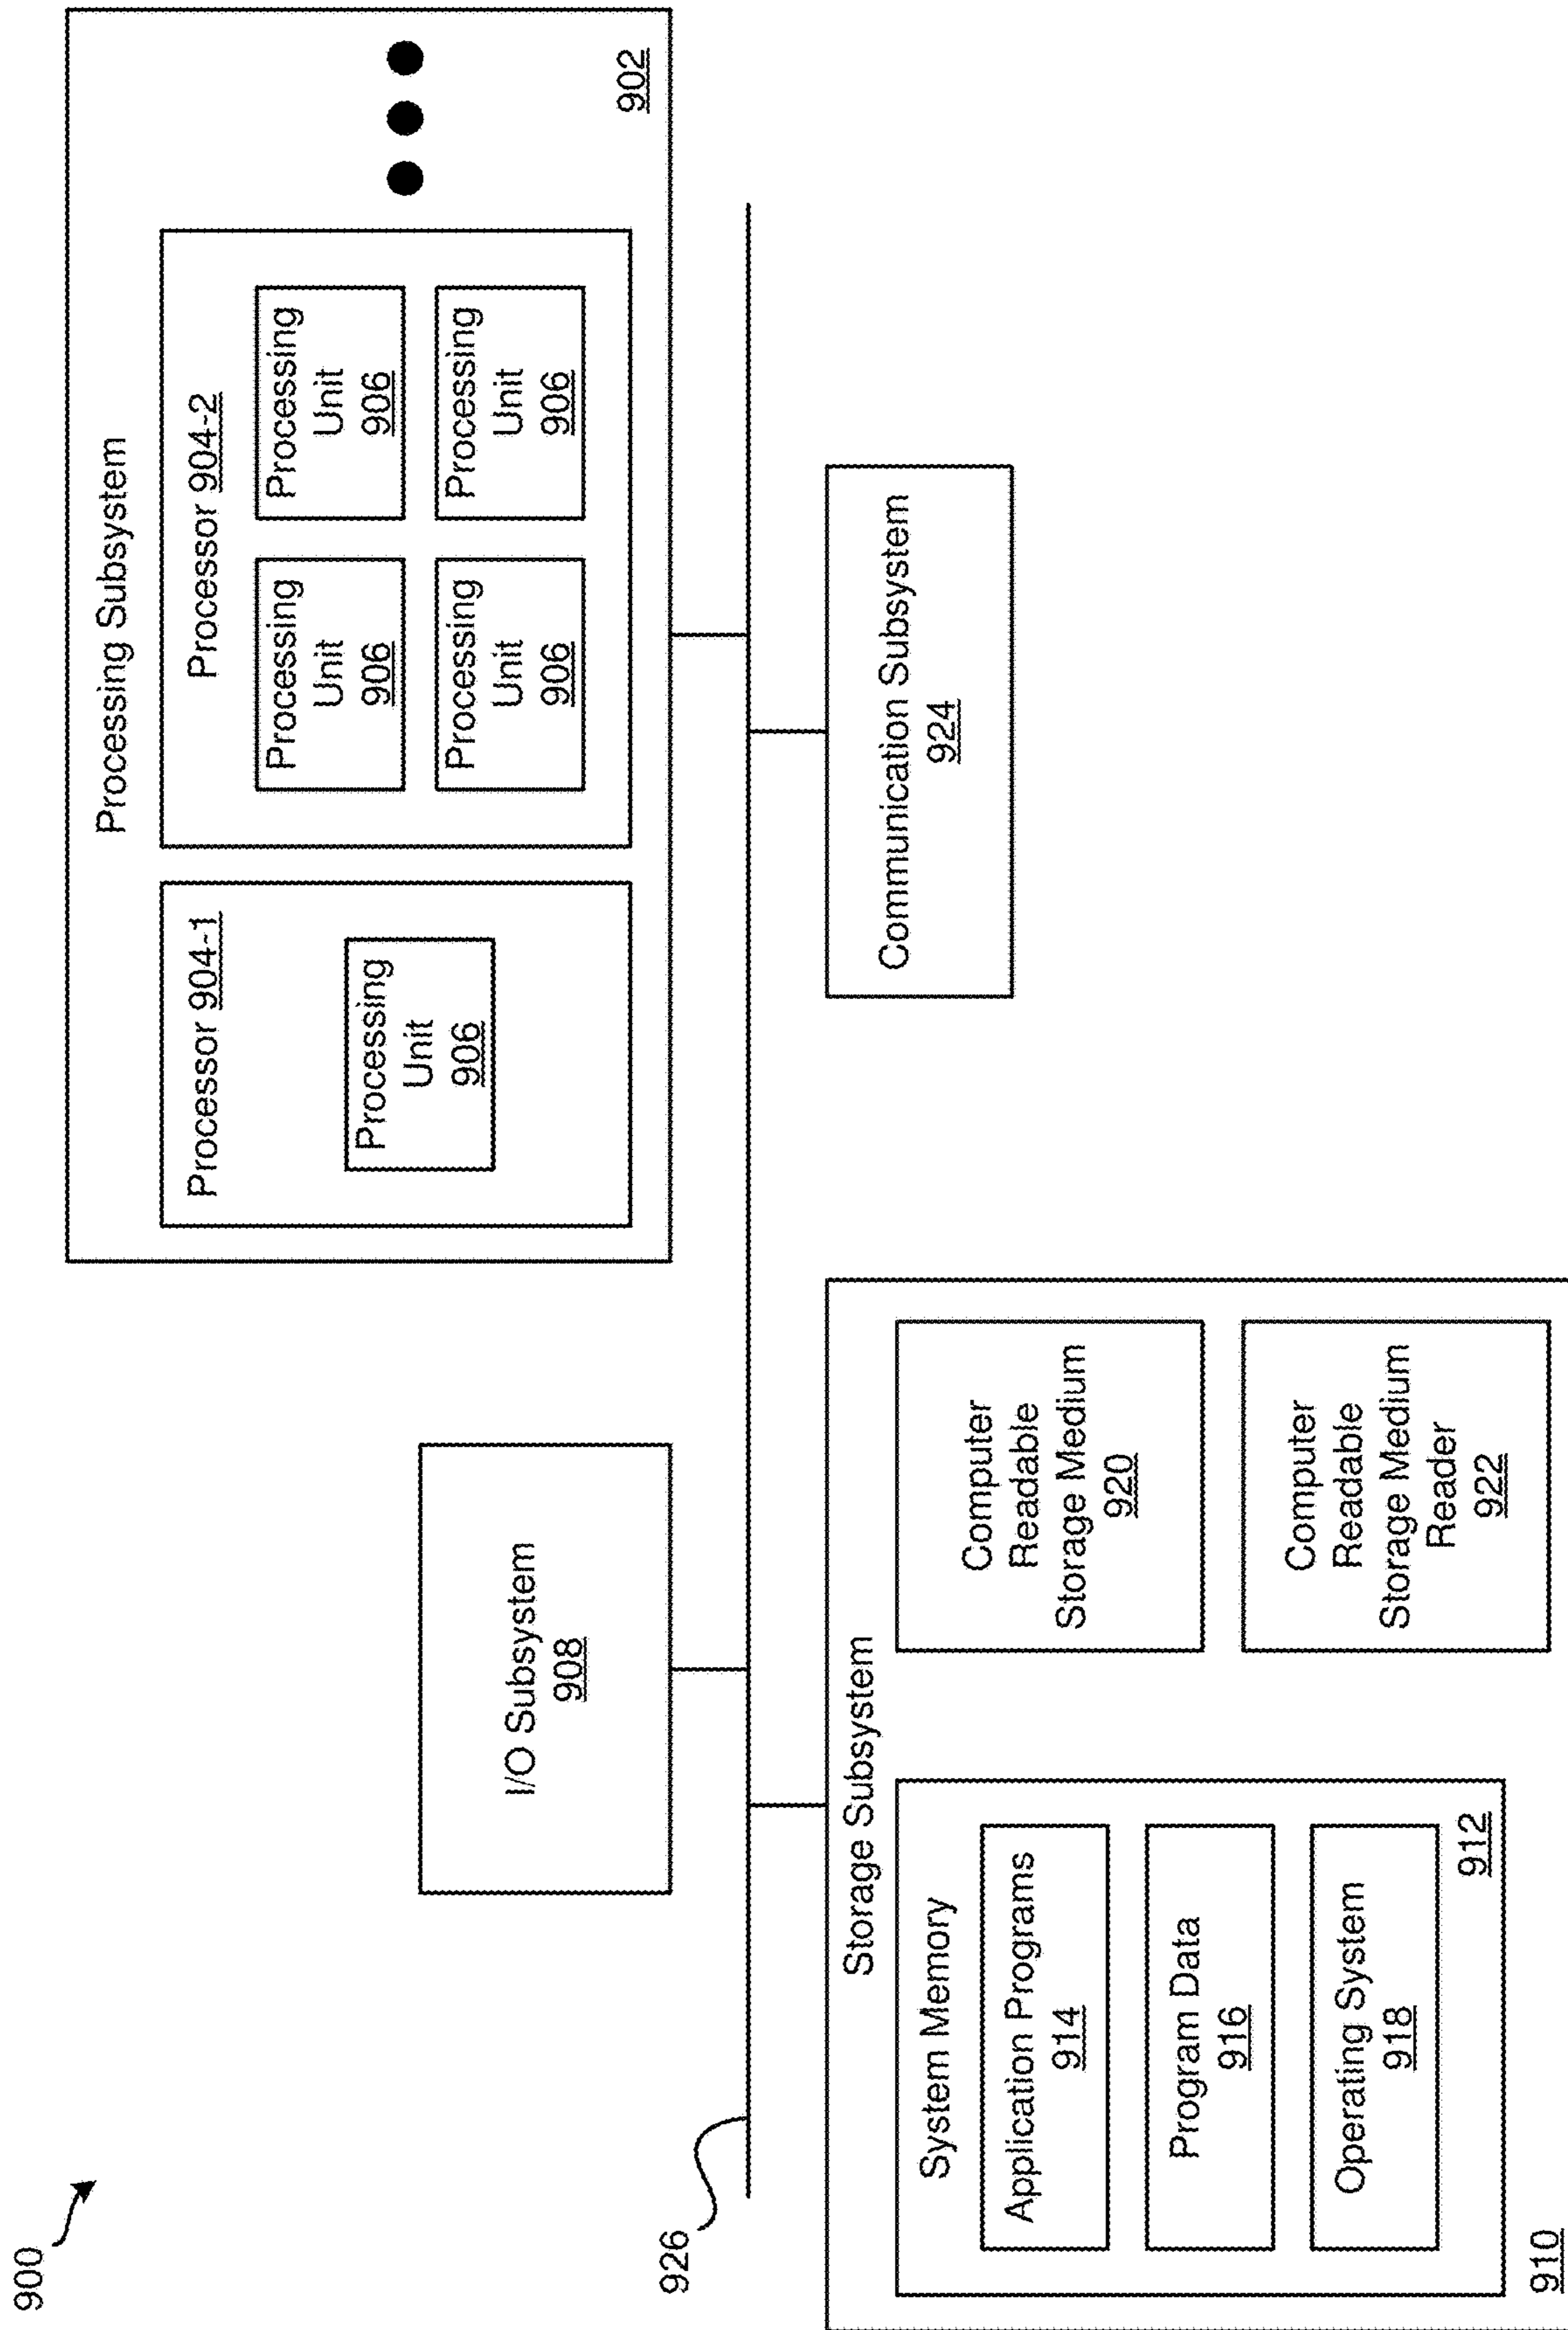 900
I/O Subsystem
908
Processing Subsystem
Processor 904-1
Processing
Unit
906
Processor 904-2
Processing
Unit
906
Processing
Unit
906
Processing
Unit
906
Processing
Unit
906
902
926
Storage Subsystem
System Memory
Application Programs
914
Program Data
916
Operating System
918
912
Computer
Readable
Storage Medium
920
Computer
Readable
Storage Medium
Reader
922
910
Communication Subsystem
924